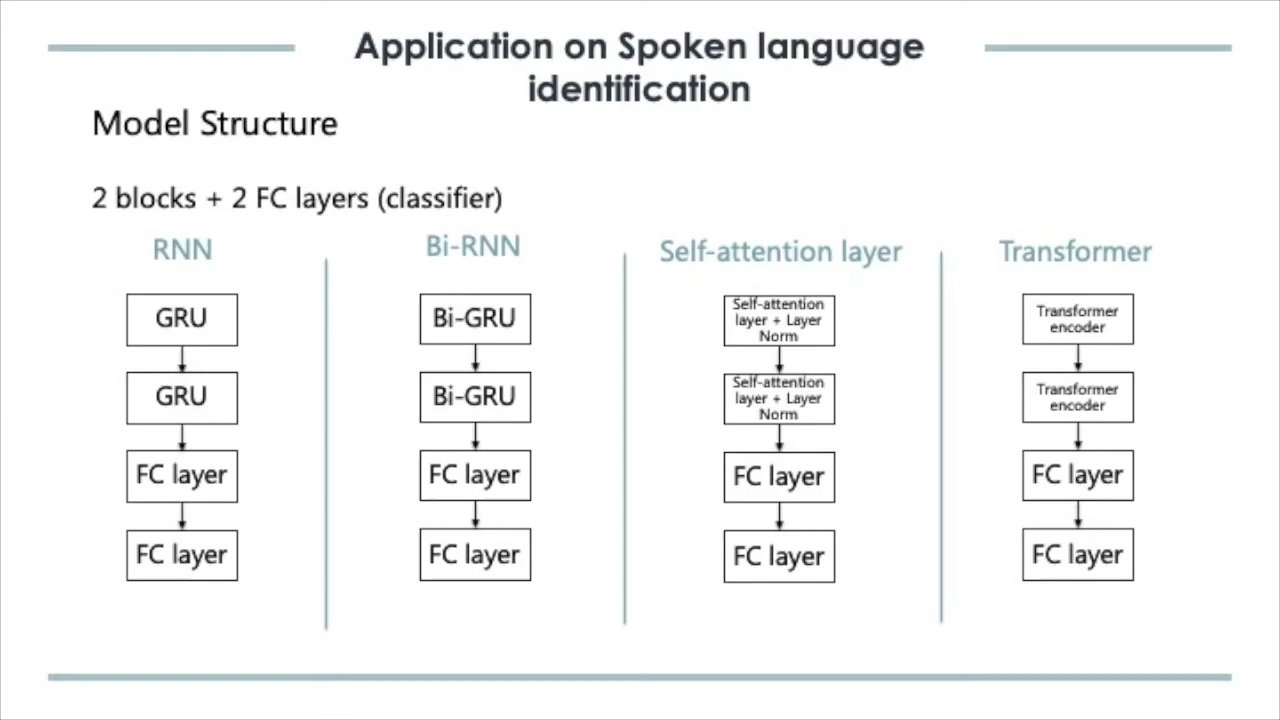 Application on Spoken language
identification
Model Structure
2 blocks + 2 FC layers (classifier)
RNN
GRU
GRU
FC layer
FC layer
Bi-RNN
Bi-GRU
Bi-GRU
FC layer
FC layer
Self-attention layer
Self-attention
layer + Layer
Norm
Self-attention
layer + Layer
Norm
FC layer
FC layer
Transformer
Transformer
encoder
Transformer
encoder
FC layer
FC layer